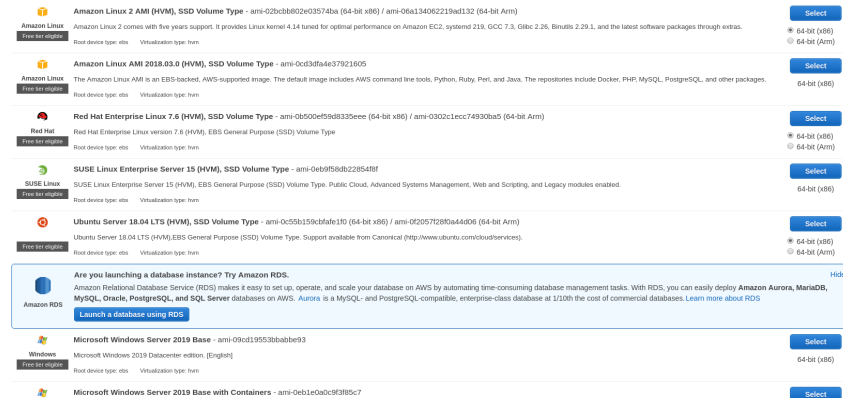 Amazon Linux 2 AMI (HVM), SSD Volume Type - ami-02bcbb802e03574ba (64-bit x86) / ami-06a134062219ad132 (64-bit Arm)
Select
Amazon Linux
Free tier eligible
Amazon Linux 2 comes with five years support. It provides Linux kernel 4.14 tuned for optimal performance on Amazon EC2, systemd 219, GCC 7.3, Glibc 2.26, Binutils 2.29.1, and the latest software packages through extras.
64-bit (x86)
64-bit (Arm)
Root device type: ebs Virtualization type: hvm
Amazon Linux AMI 2018.03.0 (HVM), SSD Volume Type - ami-0cd3dfa4e37921605
Select
Amazon Linux
Free tier eligible
The Amazon Linux AMI is an EBS-backed, AWS-supported image. The default image includes AWS command line tools, Python, Ruby, Perl, and Java. The repositories include Docker, PHP, MySQL, PostgreSQL, and other packages.
64-bit (x86)
Root device type: ebs Virtualization type: hvm
Red Hat Enterprise Linux 7.6 (HVM), SSD Volume Type - ami-0b500ef59d8335eee (64-bit x86) / ami-0302c1ecc74930ba5 (64-bit Arm)
Select
Red Hat
Free tier eligible
Red Hat Enterprise Linux version 7.6 (HVM), EBS General Purpose (SSD) Volume Type
64-bit (x86)
64-bit (Arm)
Root device type: ebs Virtualization type: hvm
SUSE Linux Enterprise Server 15 (HVM), SSD Volume Type - ami-0eb9f58db22854f8f
Select
SUSE Linux
Free tier eligible
SUSE Linux Enterprise Server 15 (HVM), EBS General Purpose (SSD) Volume Type. Public Cloud, Advanced Systems Management, Web and Scripting, and Legacy modules enabled.
64-bit (x86)
Root device type: ebs Virtualization type: hvm
Ubuntu Server 18.04 LTS (HVM), SSD Volume Type - ami-0c55b159cbfafe1f0 (64-bit x86) / ami-0f2057f28f0a44d06 (64-bit Arm)
Select
Free tier eligible
Ubuntu Server 18.04 LTS (HVM),EBS General Purpose (SSD) Volume Type. Support available from Canonical (http://www.ubuntu.com/cloud/services).
64-bit (x86)
64-bit (Arm)
Root device type: ebs Virtualization type: hvm
Are you launching a database instance? Try Amazon RDS.
Hide
Amazon RDS
Amazon Relational Database Service (RDS) makes it easy to set up, operate, and scale your database on AWS by automating time-consuming database management tasks. With RDS, you can easily deploy Amazon Aurora, MariaDB,
MySQL, Oracle, PostgreSQL, and SQL Server databases on AWS. Aurora is a MySQL- and PostgreSQL-compatible, enterprise-class database at 1/10th the cost of commercial databases. Learn more about RDS
Launch a database using RDS
Microsoft Windows Server 2019 Base - ami-09cd19553bbabbe93
Select
Windows
Free tier eligible
Microsoft Windows 2019 Datacenter edition. [English]
64-bit (x86)
Root device type: ebs Virtualization type: hvm
Microsoft Windows Server 2019 Base with Containers - ami-0eb1e0a0c9f3f85c7
Select